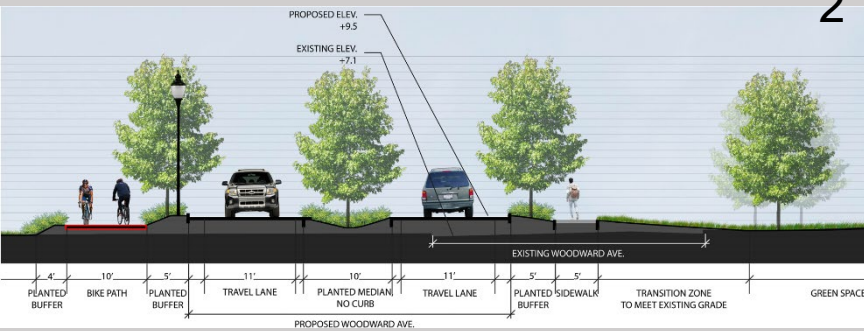 2
PROPOSED ELEV.
+9.5
EXISTING ELEV.
+7.1
EXISTING WOODWARD AVE.
4'
10'
5'
11'
10'
11'
5'
5'
PLANTED
BUFFER
BIKE PATH
PLANTED
BUFFER
TRAVEL LANE
PLANTED MEDIAN
NO CURB
TRAVEL LANE
PLANTED
BUFFER
SIDEWALK
TRANSITION ZONE
TO MEET EXISTING GRADE
GREEN SPACE
PROPOSED WOODWARD AVE.